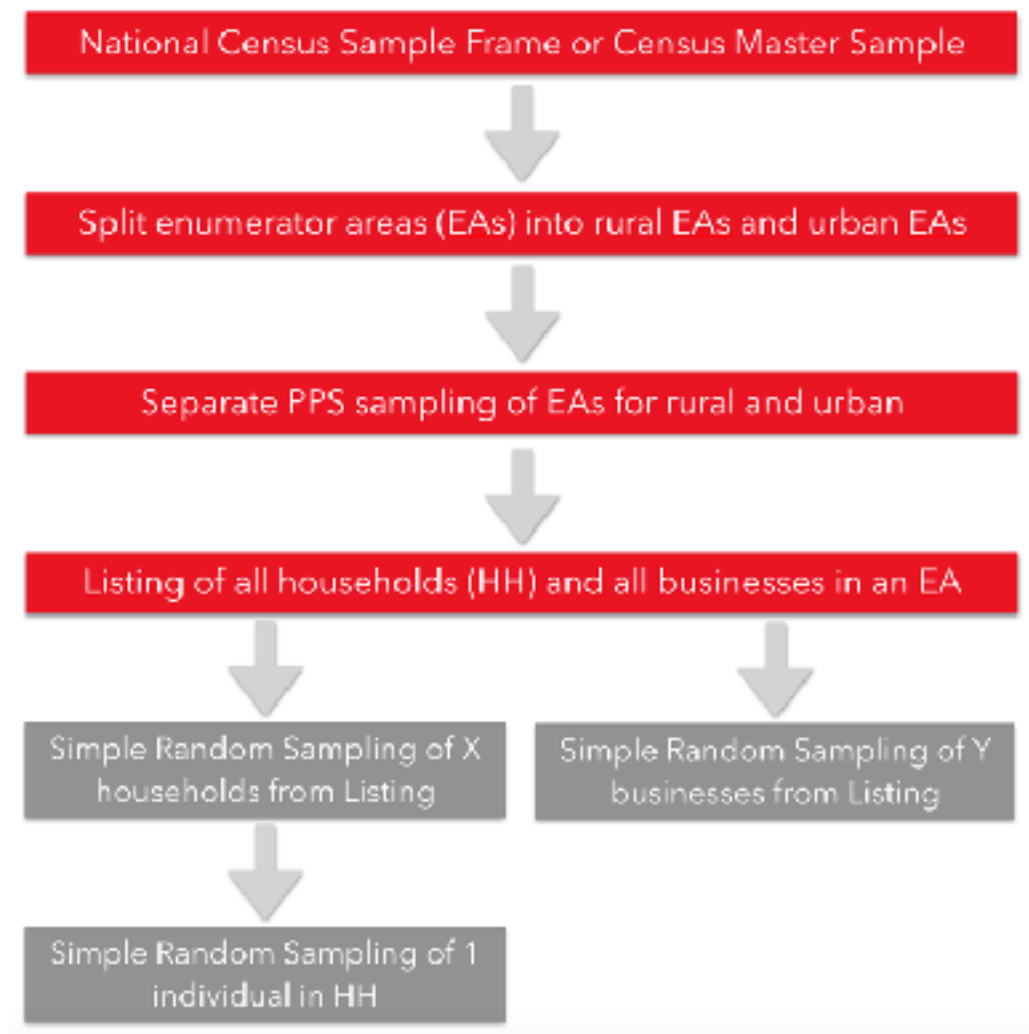 National Census Sample Frame or Census Master Sample
Split enumerator areas (EAs) into rural EAs and urban EAs
Separate PPS sampling of EAs for rural and urban
Listing of all households (HH) and all businesses in an EA
Simple Random Sampling of X
households from Listing
Simple Random Sampling of Y
businesses from Listing
Simple Random Sampling of 1
individual in HH